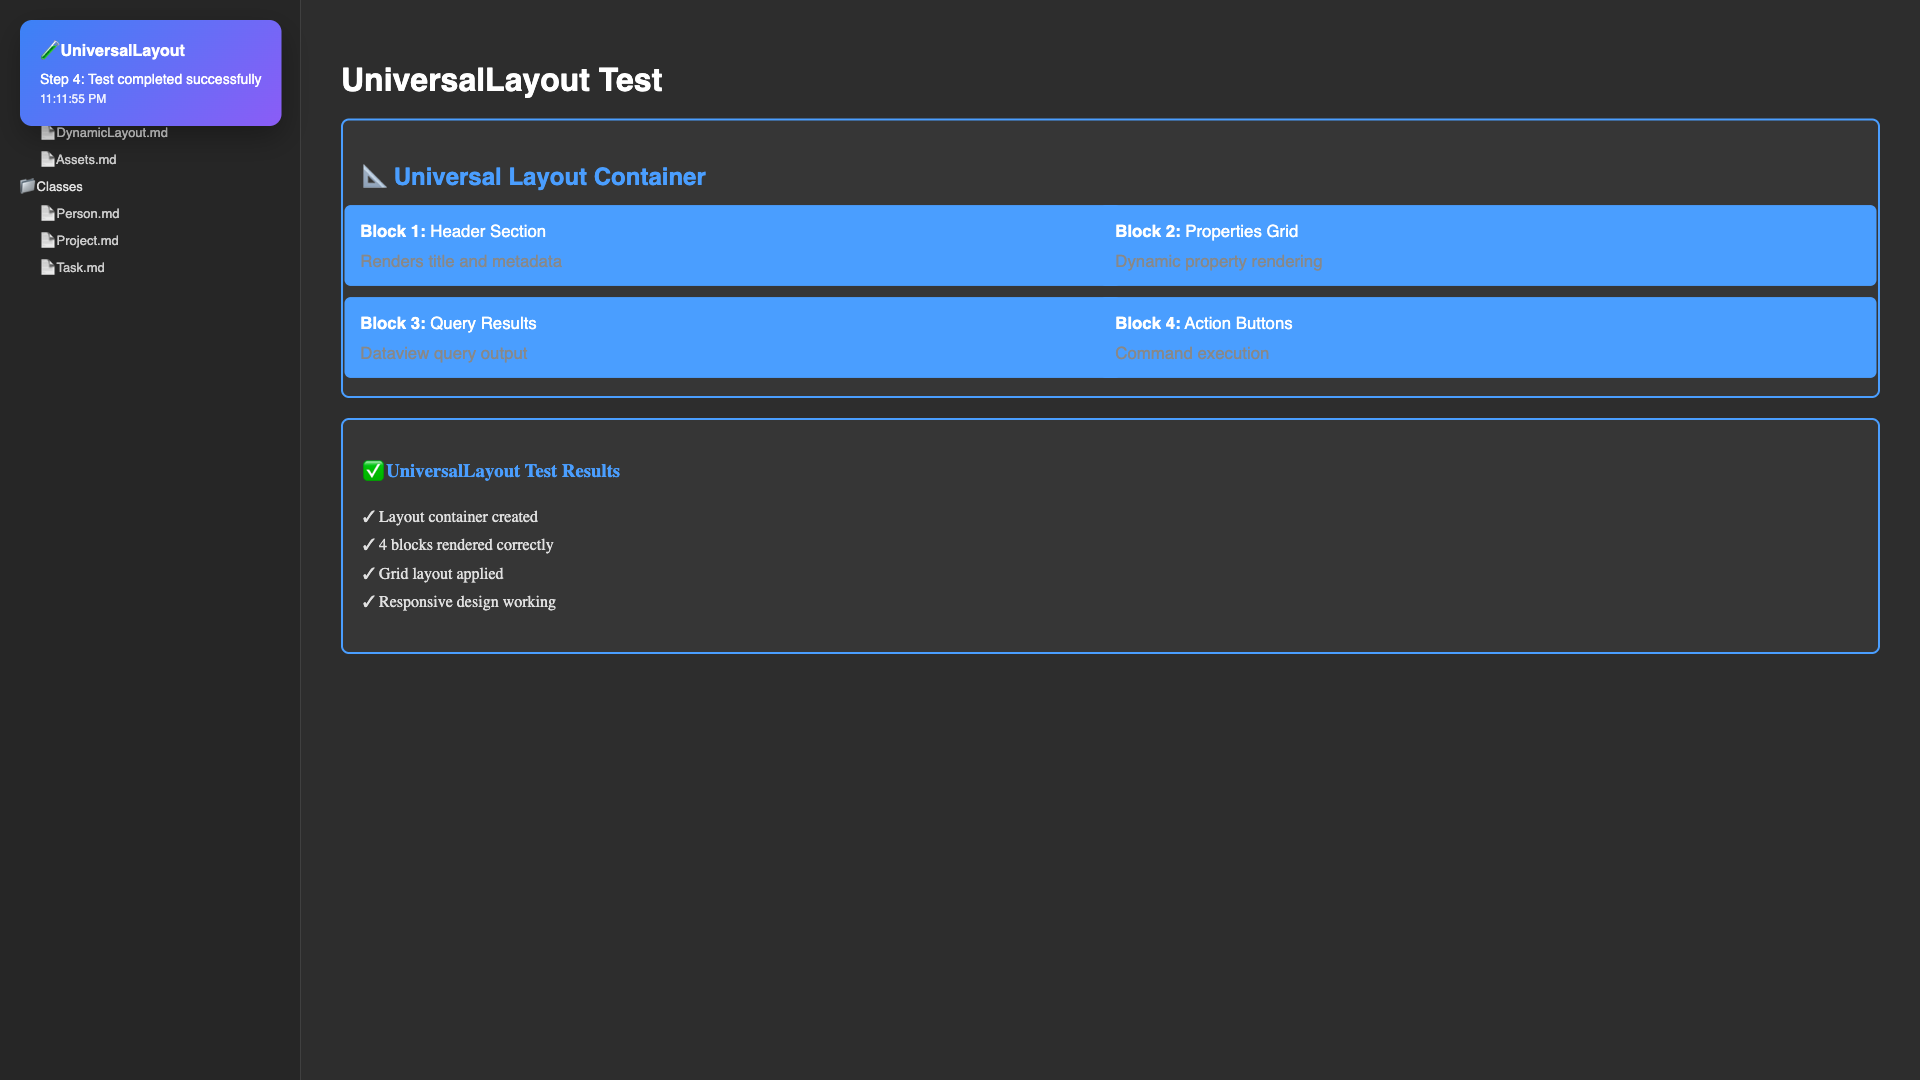 UniversalLayout
Step 4: Test completed successfully
11:11:55 PM
DynamicLayout.md
Assets.md
Classes
Person.md
Project.md
Task.md
UniversalLayout Test
Universal Layout Container
Block 1: Header Section
Renders title and metadata
Block 2: Properties Grid
Dynamic property rendering
Block 3: Query Results
Dataview query output
Block 4: Action Buttons
Command execution
✅UniversalLayout Test Results
✓ Layout container created
✓ 4 blocks rendered correctly
✓ Grid layout applied
✓ Responsive design working